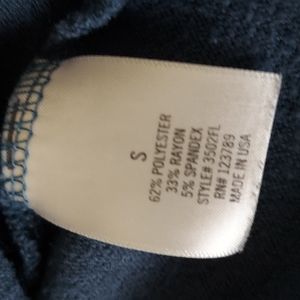 S
62% POLYESTER
33% RAYON
5% SPANDEX
STYLE# 3502FL
RN# 123789
MADE IN USA